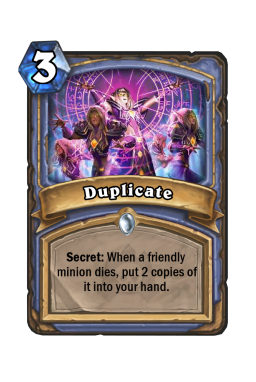 3
Duplicate
Secret: When a friendly
minion dies, put 2 copies of
it into your hand.